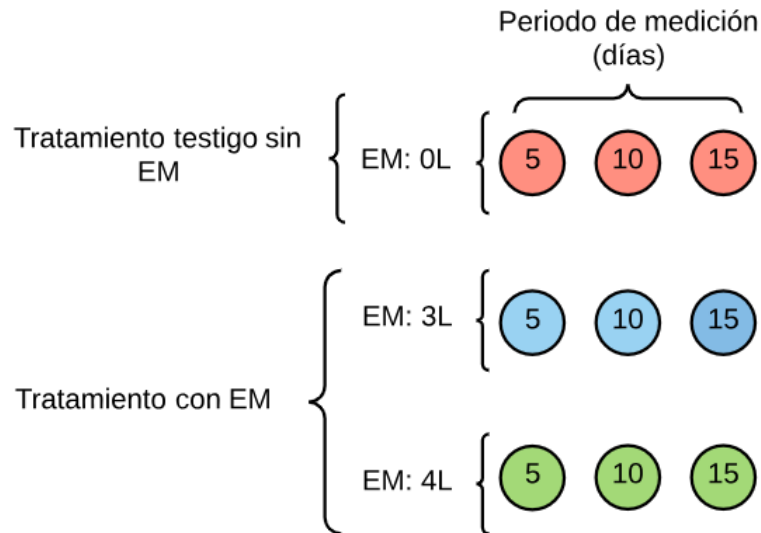 Periodo de medición
(días)
Tratamiento testigo sin
EM
EM: 0L
5 10 15
EM: 3L
5 10 15
Tratamiento con EM
EM: 4L
5 10 15